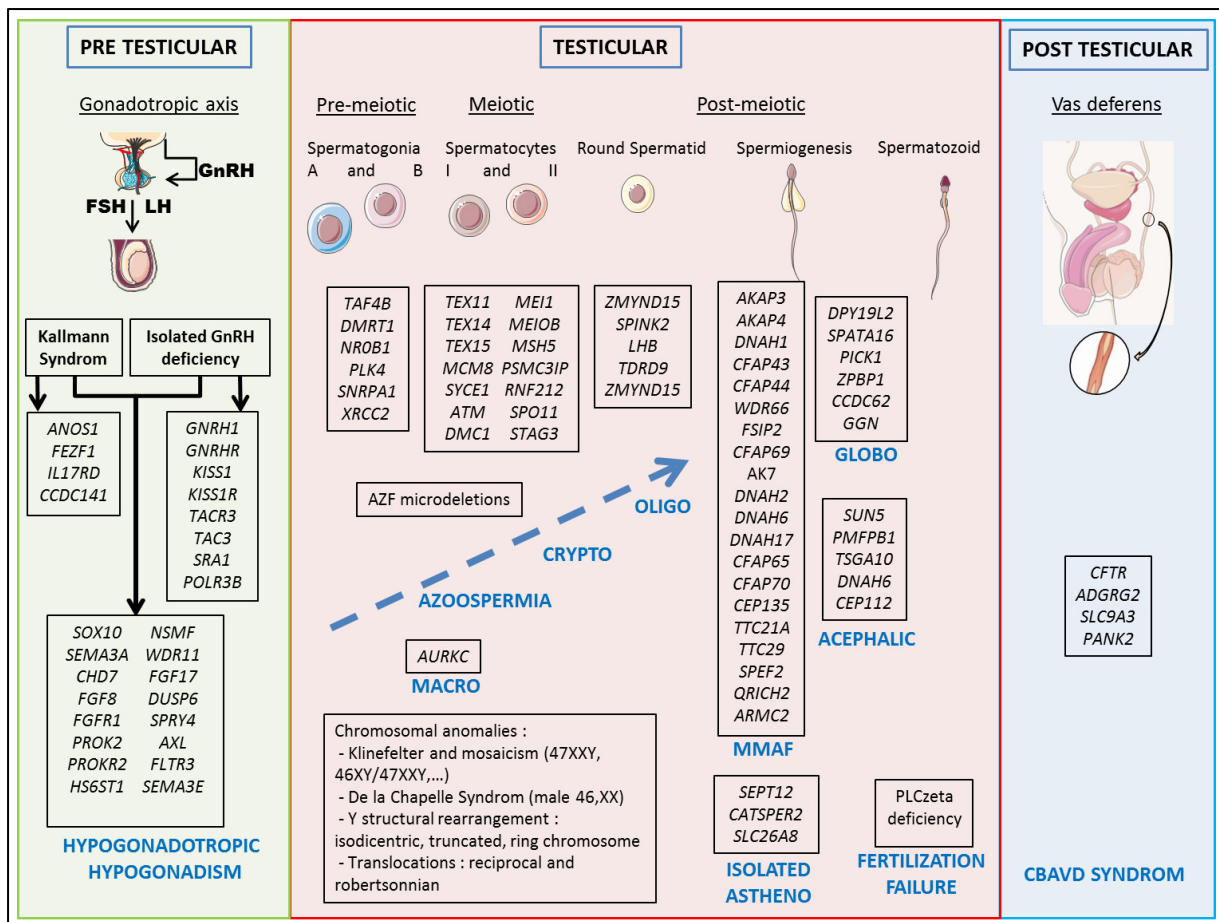 PRE TESTICULAR
Gonadotropic axis
GnRH
FSH LH
Kallmann
Syndrom
Isolated GnRH
deficiency
ANOS1
FEZF1
IL17RD
CCDC141
GNRH1
GNRHR
KISS1
KISS1R
TACR3
TAC3
SRA1
POLR3B
SOX10 NSMF
SEMA3A WDR11
CHD7 FGF17
FGF8 DUSP6
FGFR1 SPRY4
PROK2 AXL
PROKR2 FLTR3
HS6ST1 SEMA3E
HYPOGONADOTROPIC
HYPOGONADISM
TESTICULAR
Pre-meiotic
Meiotic
Post-meiotic
Spermatogonia
A and B
Spermatocytes
I and II
Round Spermatid
Spermiogenesis
Spermatozoid
TAF4B
DMRT1
NR0B1
PLK4
SNRPA1
XRCC2
TEX11 MEI1
TEX14 MEIOB
TEX15 MSH5
MCM8 PSMC3IP
SYCE1 RNF212
ATM SPO11
DMC1 STAG3
ZMYND15
SPINK2
LHB
TDRD9
ZMYND15
AKAP3
AKAP4
DNAH1
CFAP43
CFAP44
WDR66
FSIP2
CFAP69
AK7
DNAH2
DNAH6
DNAH17
CFAP65
CFAP70
CEP135
TTC21A
TTC29
SPEF2
QRICH2
ARMC2
MMAF
DPY19L2
SPATA16
PICK1
ZPBP1
CCDC62
GGN
GLOBO
SUN5
PMFPB1
TSGA10
DNAH6
CEP112
ACEPHALIC
AZF microdeletions
OLIGO
CRYPTO
AZOOSPERMIA
AURKC
MACRO
Chromosomal anomalies :
- Klinefelter and mosaicism (47XXY,
46XY/47XXY,...)
- De la Chapelle Syndrom (male 46,XX)
- Y structural rearrangement :
isodicentric, truncated, ring chromosome
- Translocations : reciprocal and
robertsonnian
SEPT12
CATSPER2
SLC26A8
ISOLATED
ASTHENO
PLCzeta
deficiency
FERTILIZATION
FAILURE
POST TESTICULAR
Vas deferens
CFTR
ADGRG2
SLC9A3
PANK2
CBAVD SYNDROM